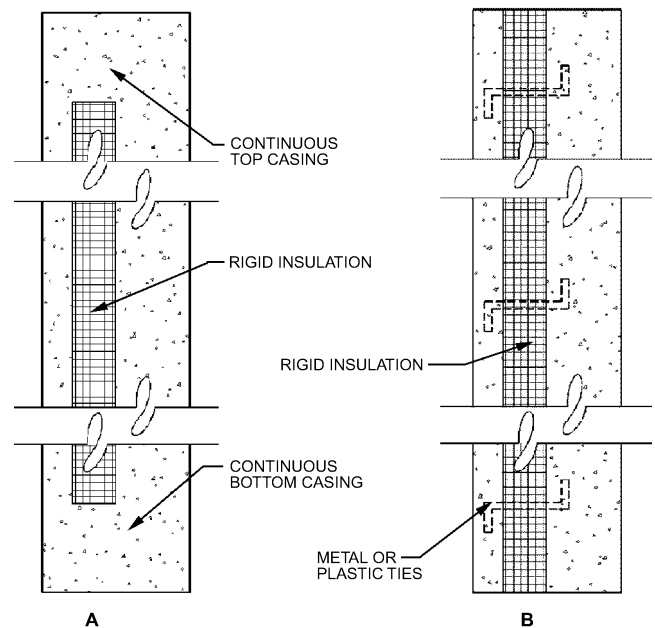 CONTINUOUS
TOP CASING
RIGID INSULATION
RIGID INSULATION
CONTINUOUS
BOTTOM CASING
METAL OR
PLASTIC TIES
A
B